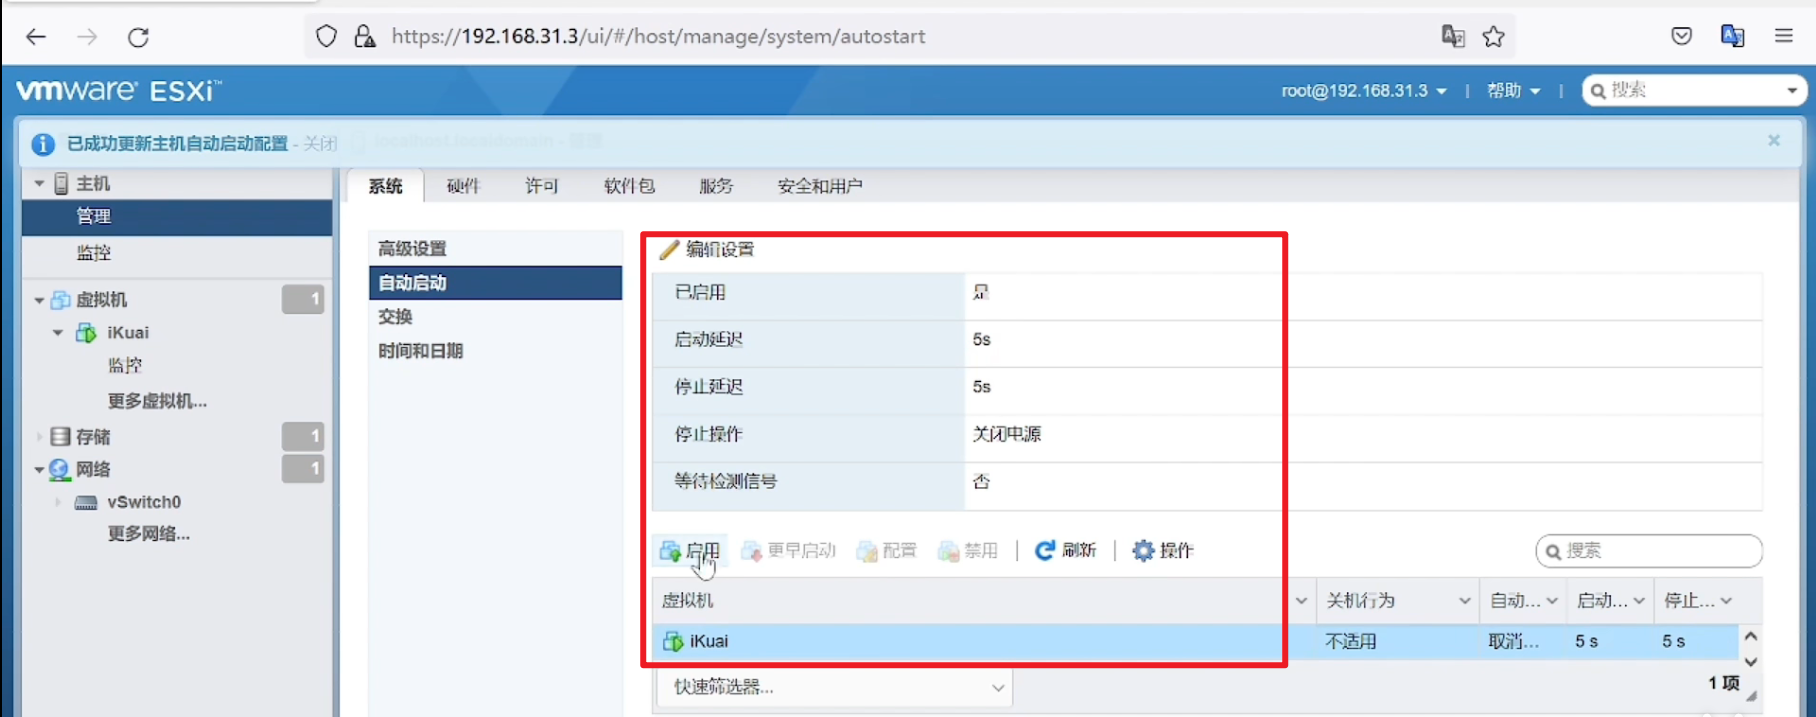 https://192.168.31.3/ui/#/host/manage/system/autostart
vmware ESXi™
root@192.168.31.3 | 帮助 | 搜索
已成功更新主机自动启动配置 - 关闭
主机
管理
监控
虚拟机 1
iKuai
监控
更多虚拟机...
存储 1
网络 1
vSwitch0
更多网络...
系统 硬件 许可 软件包 服务 安全和用户
高级设置
自动启动
交换
时间和日期
编辑设置
已启用 是
启动延迟 5s
停止延迟 5s
停止操作 关闭电源
等待检测信号 否
启用 更早启动 配置 禁用 | 刷新 | 操作 搜索
虚拟机 关机行为 自动... 启动... 停止...
iKuai 不适用 取消... 5 s 5 s
快速筛选器... 1 项